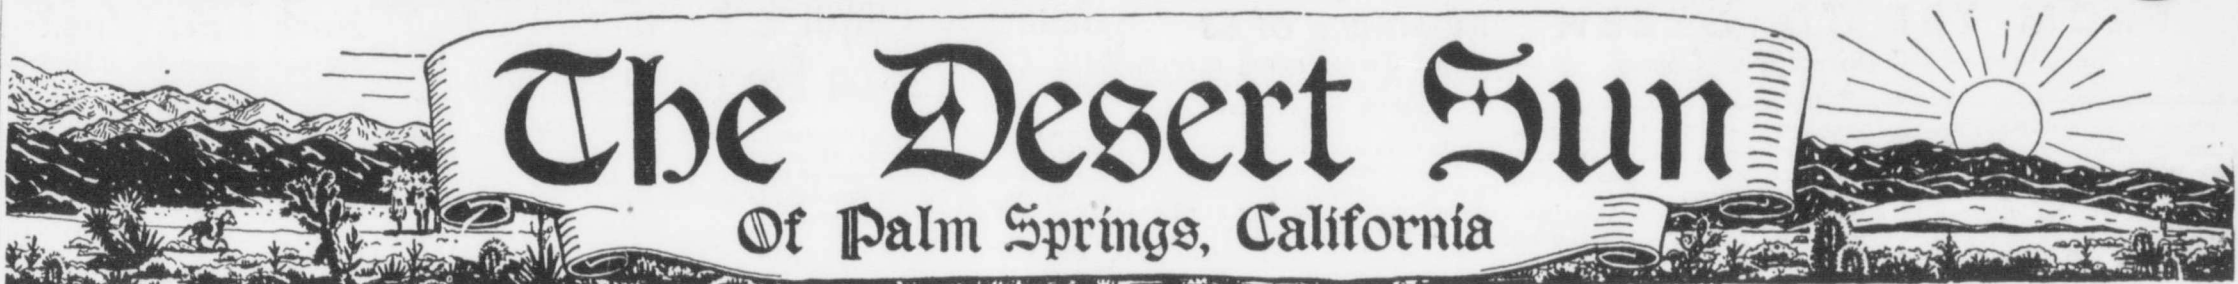 The Desert Sun
Of Palm Springs, California